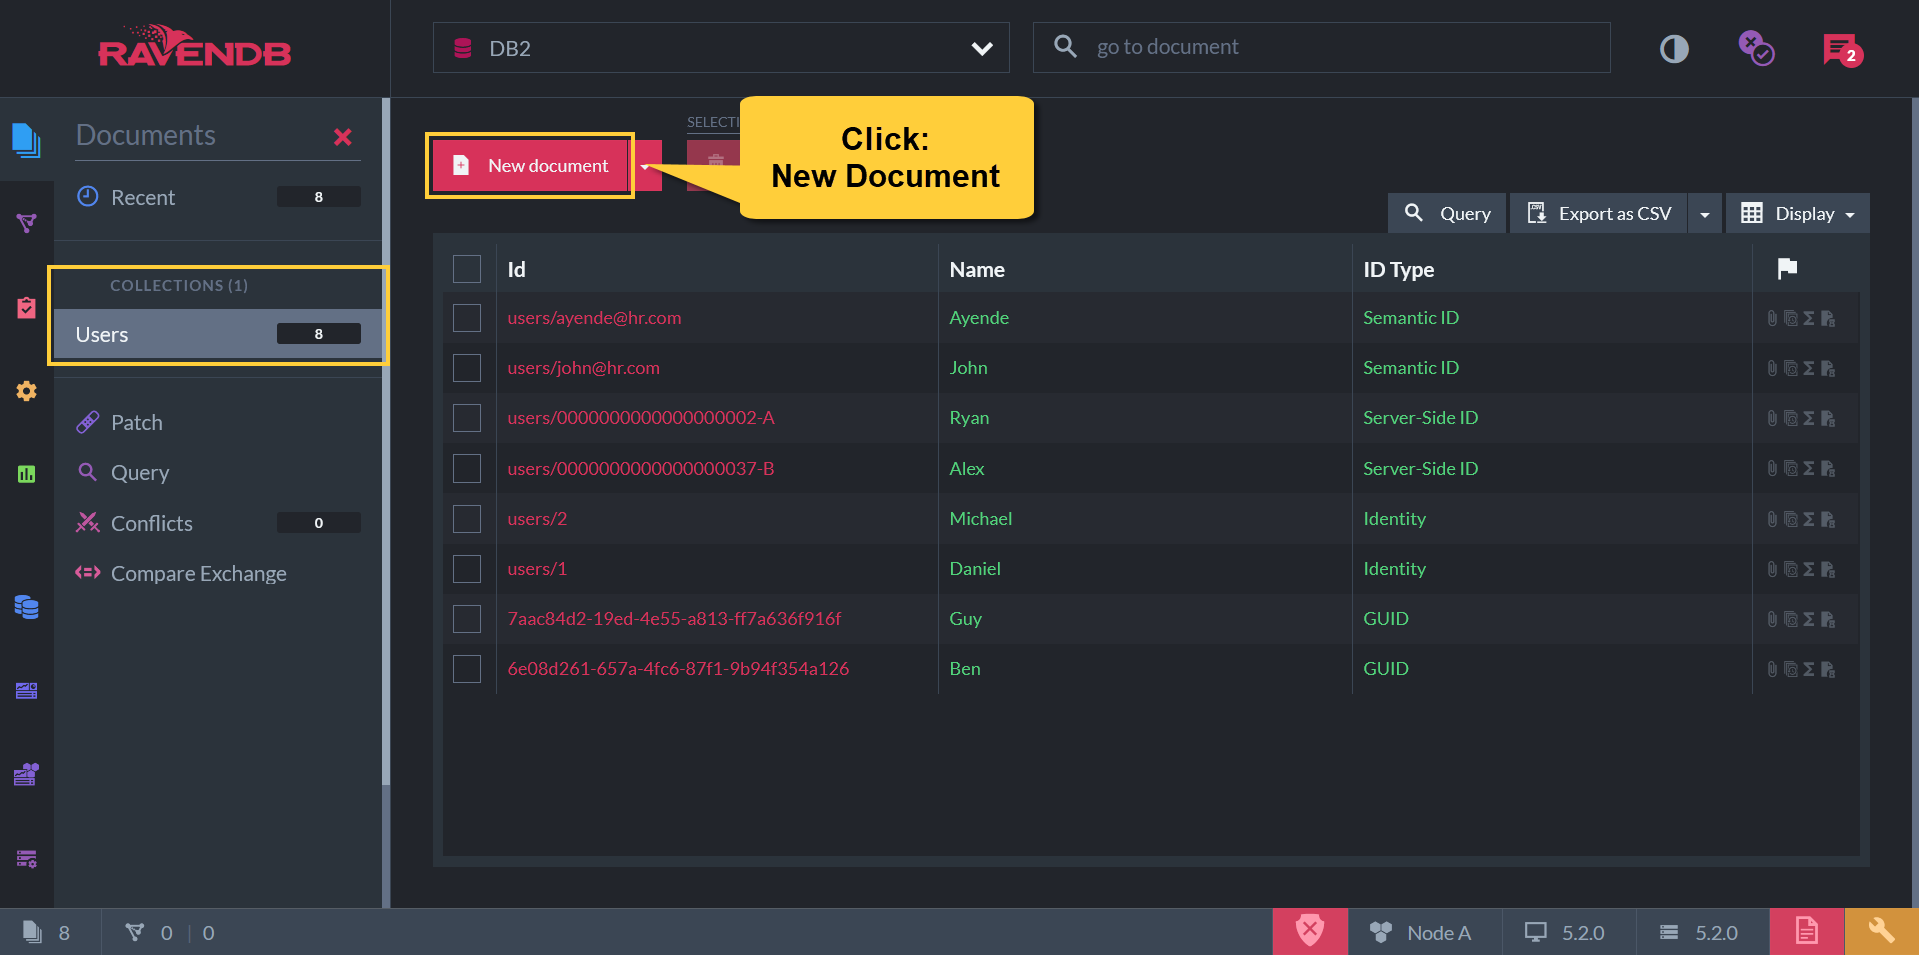 RAVENDB
DB2
go to document
2
Documents
Recent 8
COLLECTIONS (1)
Users 8
Patch
Query
Conflicts 0
Compare Exchange
New document
Click:
New Document
Query
Export as CSV
Display
Id Name ID Type
users/ayende@hr.com Ayende Semantic ID
users/john@hr.com John Semantic ID
users/0000000000000000002-A Ryan Server-Side ID
users/0000000000000000037-B Alex Server-Side ID
users/2 Michael Identity
users/1 Daniel Identity
7aac84d2-19ed-4e55-a813-ff7a636f916f Guy GUID
6e08d261-657a-4fc6-87f1-9b94f354a126 Ben GUID
8
0 | 0
Node A
5.2.0
5.2.0